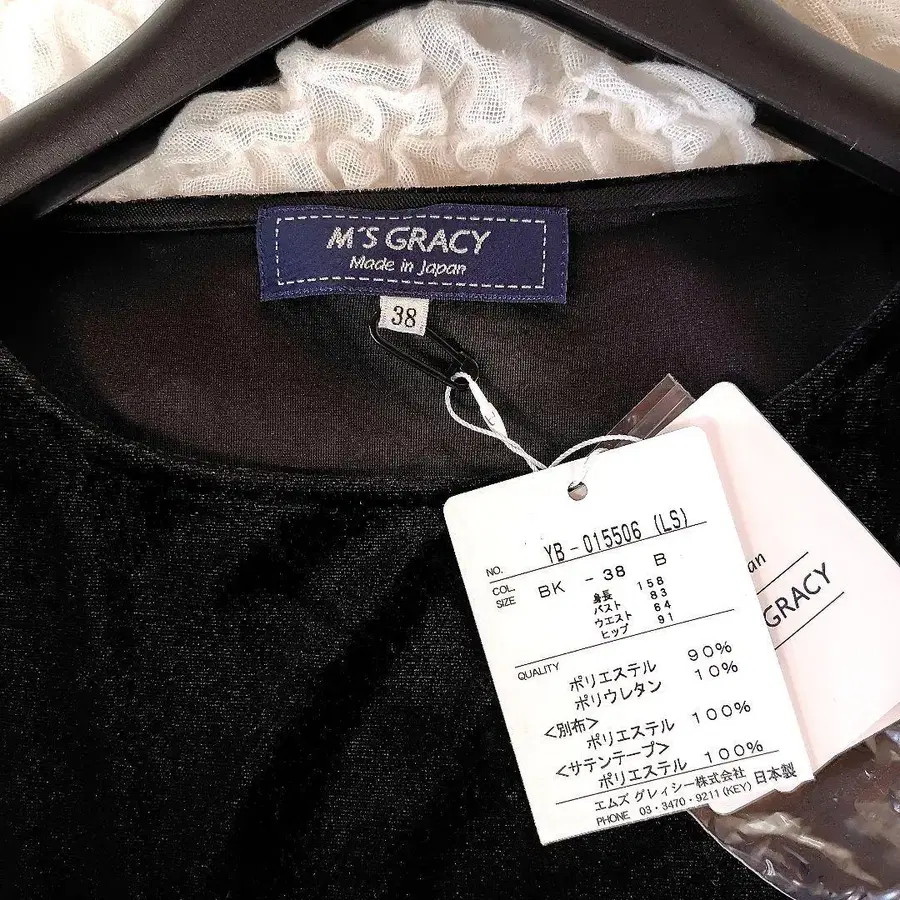 M'S GRACY
Made in Japan
38
NO. YB-015506 (LS)
COL. SIZE BK - 38 B
身長 158
バスト 83
ウエスト 64
ヒップ 91
QUALITY
ポリエステル 90%
ポリウレタン 10%
<別布>
ポリエステル 100%
<サテンテープ>
ポリエステル 100%
エムズ グレィシー株式会社 日本製
PHONE 03・3470・9211 (KEY)
GRACY